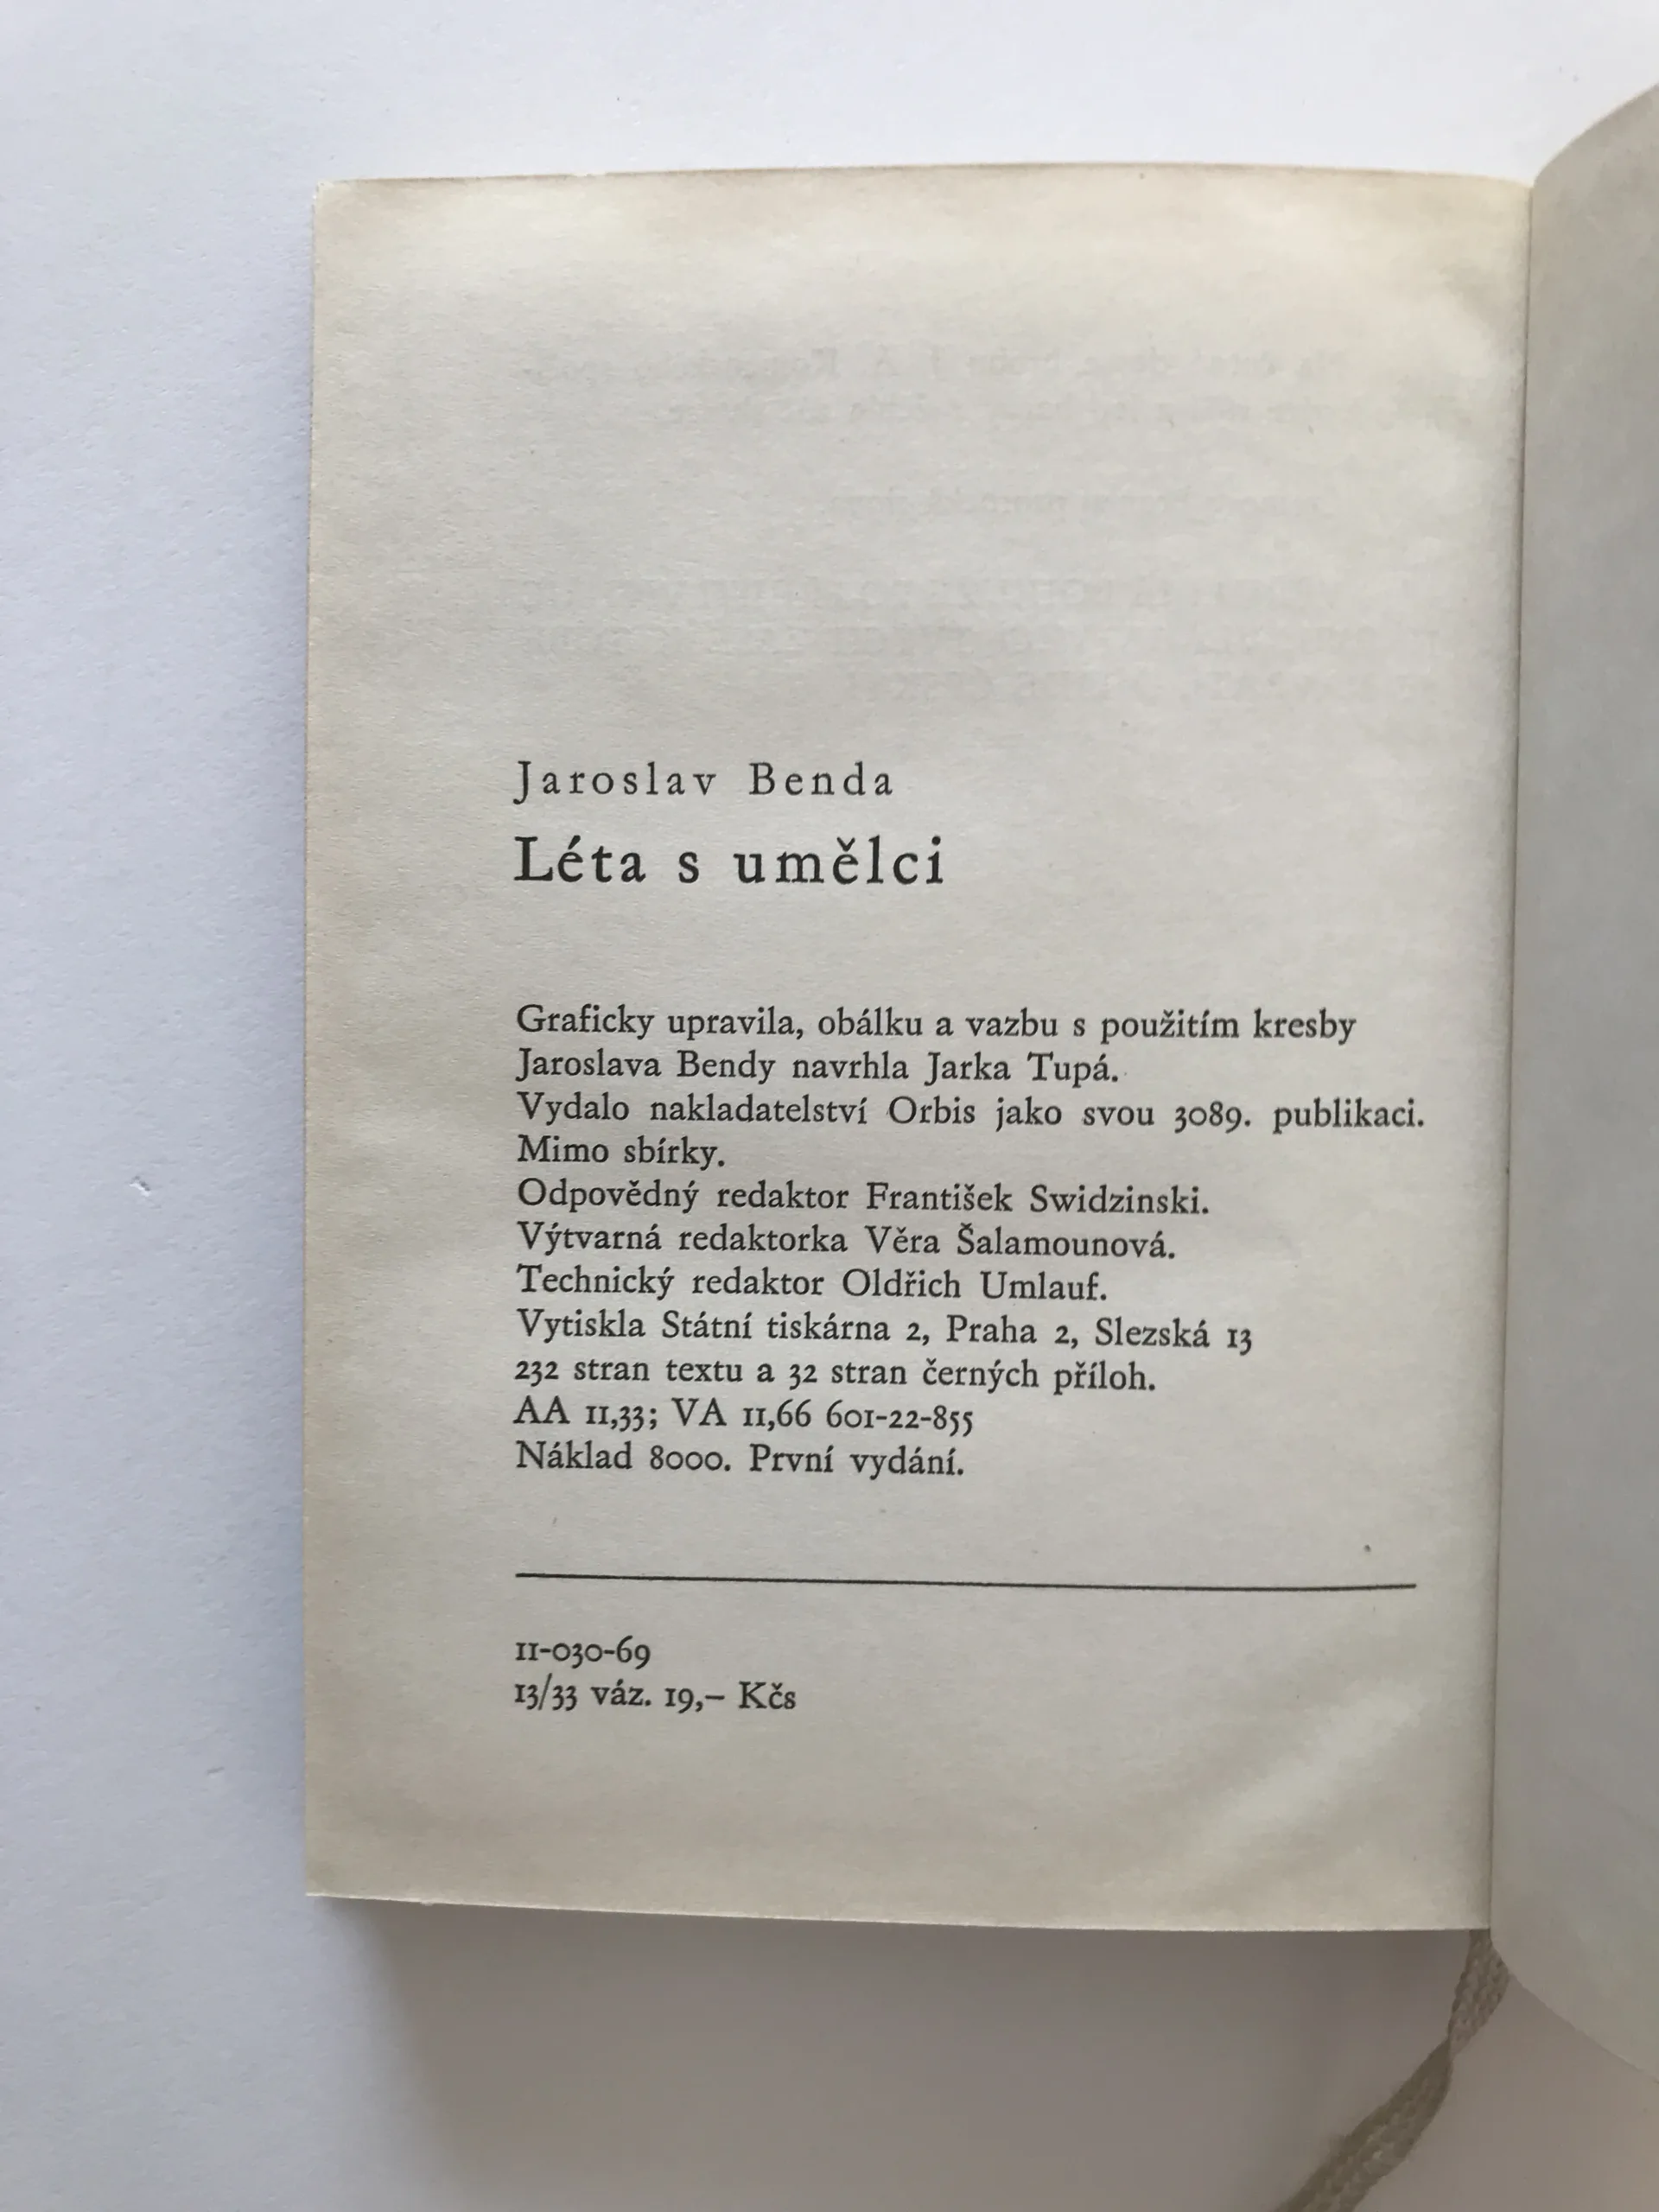 Jaroslav Benda
Léta s umělci
Graficky upravila, obálku a vazbu s použitím kresby
Jaroslava Bendy navrhla Jarka Tupá.
Vydalo nakladatelství Orbis jako svou 3089. publikaci.
Mimo sbírky.
Odpovědný redaktor František Swidzinski.
Výtvarná redaktorka Věra Šalamounová.
Technický redaktor Oldřich Umlauf.
Vytiskla Státní tiskárna 2, Praha 2, Slezská 13
232 stran textu a 32 stran černých příloh.
AA 11,33; VA 11,66 601-22-855
Náklad 8000. První vydání.
11-030-69
13/33 váz. 19,– Kčs